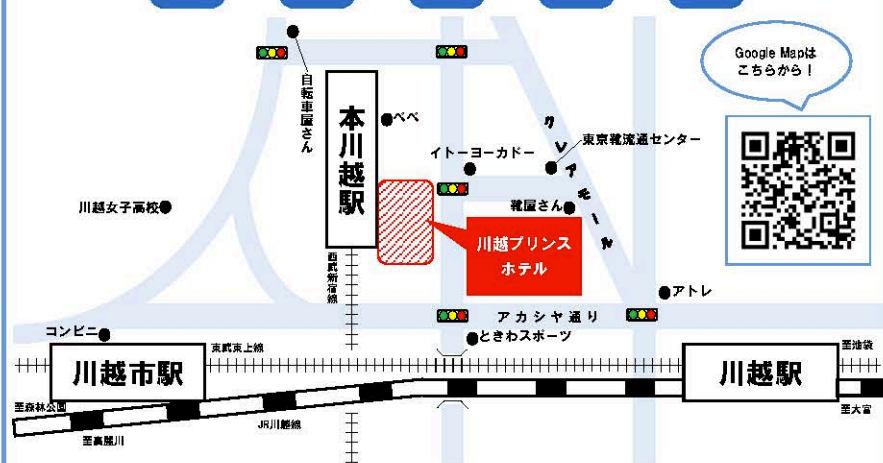 Google Mapは
こちらから！
自転車屋さん
本川越駅
ペペ
クレアモール
東京靴流通センター
イトーヨーカドー
川越女子高校
靴屋さん
川越プリンス
ホテル
西武新宿線
アトレ
アカシヤ通り
コンビニ
ときわスポーツ
東武東上線
至池袋
川越市駅
川越駅
至森林公園
至大宮
至高麗川
JR川越線